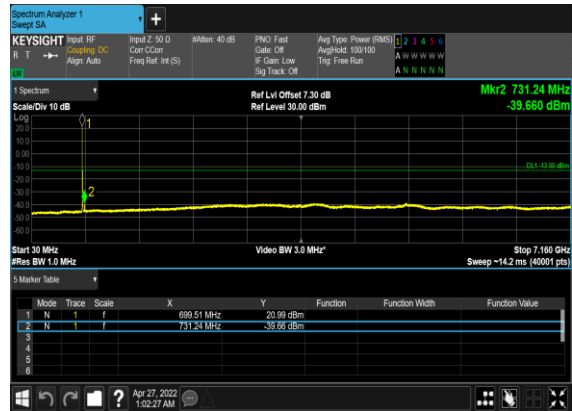 Spectrum Analyzer 1
Swept SA
+
KEYSIGHT Input: RF Input Z: 50 Ω #Atten: 40 dB PNO: Fast Avg Type: Power (RMS) 1 2 3 4 5 6
R T Coupling: DC Corr CCorr Gate: Off Avg|Hold: 100/100 A W W W W W
Align: Auto Freq Ref: Int (S) IF Gain: Low Trig: Free Run
Sig Track: Off A N N N N N
1 Spectrum Ref Lvl Offset 7.30 dB Mkr2 731.24 MHz
Scale/Div 10 dB Ref Level 30.00 dBm -39.660 dBm
Log 1
20.0
10.0
0.00
-10.0 DL1 -13.00 dBm
-20.0
-30.0 2
-40.0
-50.0
-60.0
Start 30 MHz Video BW 3.0 MHz* Stop 7.160 GHz
#Res BW 1.0 MHz Sweep ~14.2 ms (40001 pts)
5 Marker Table
Mode Trace Scale X Y Function Function Width Function Value
1 N 1 f 699.51 MHz 20.99 dBm
2 N 1 f 731.24 MHz -39.66 dBm
3
4
5
6
? Apr 27, 2022
1:02:27 AM